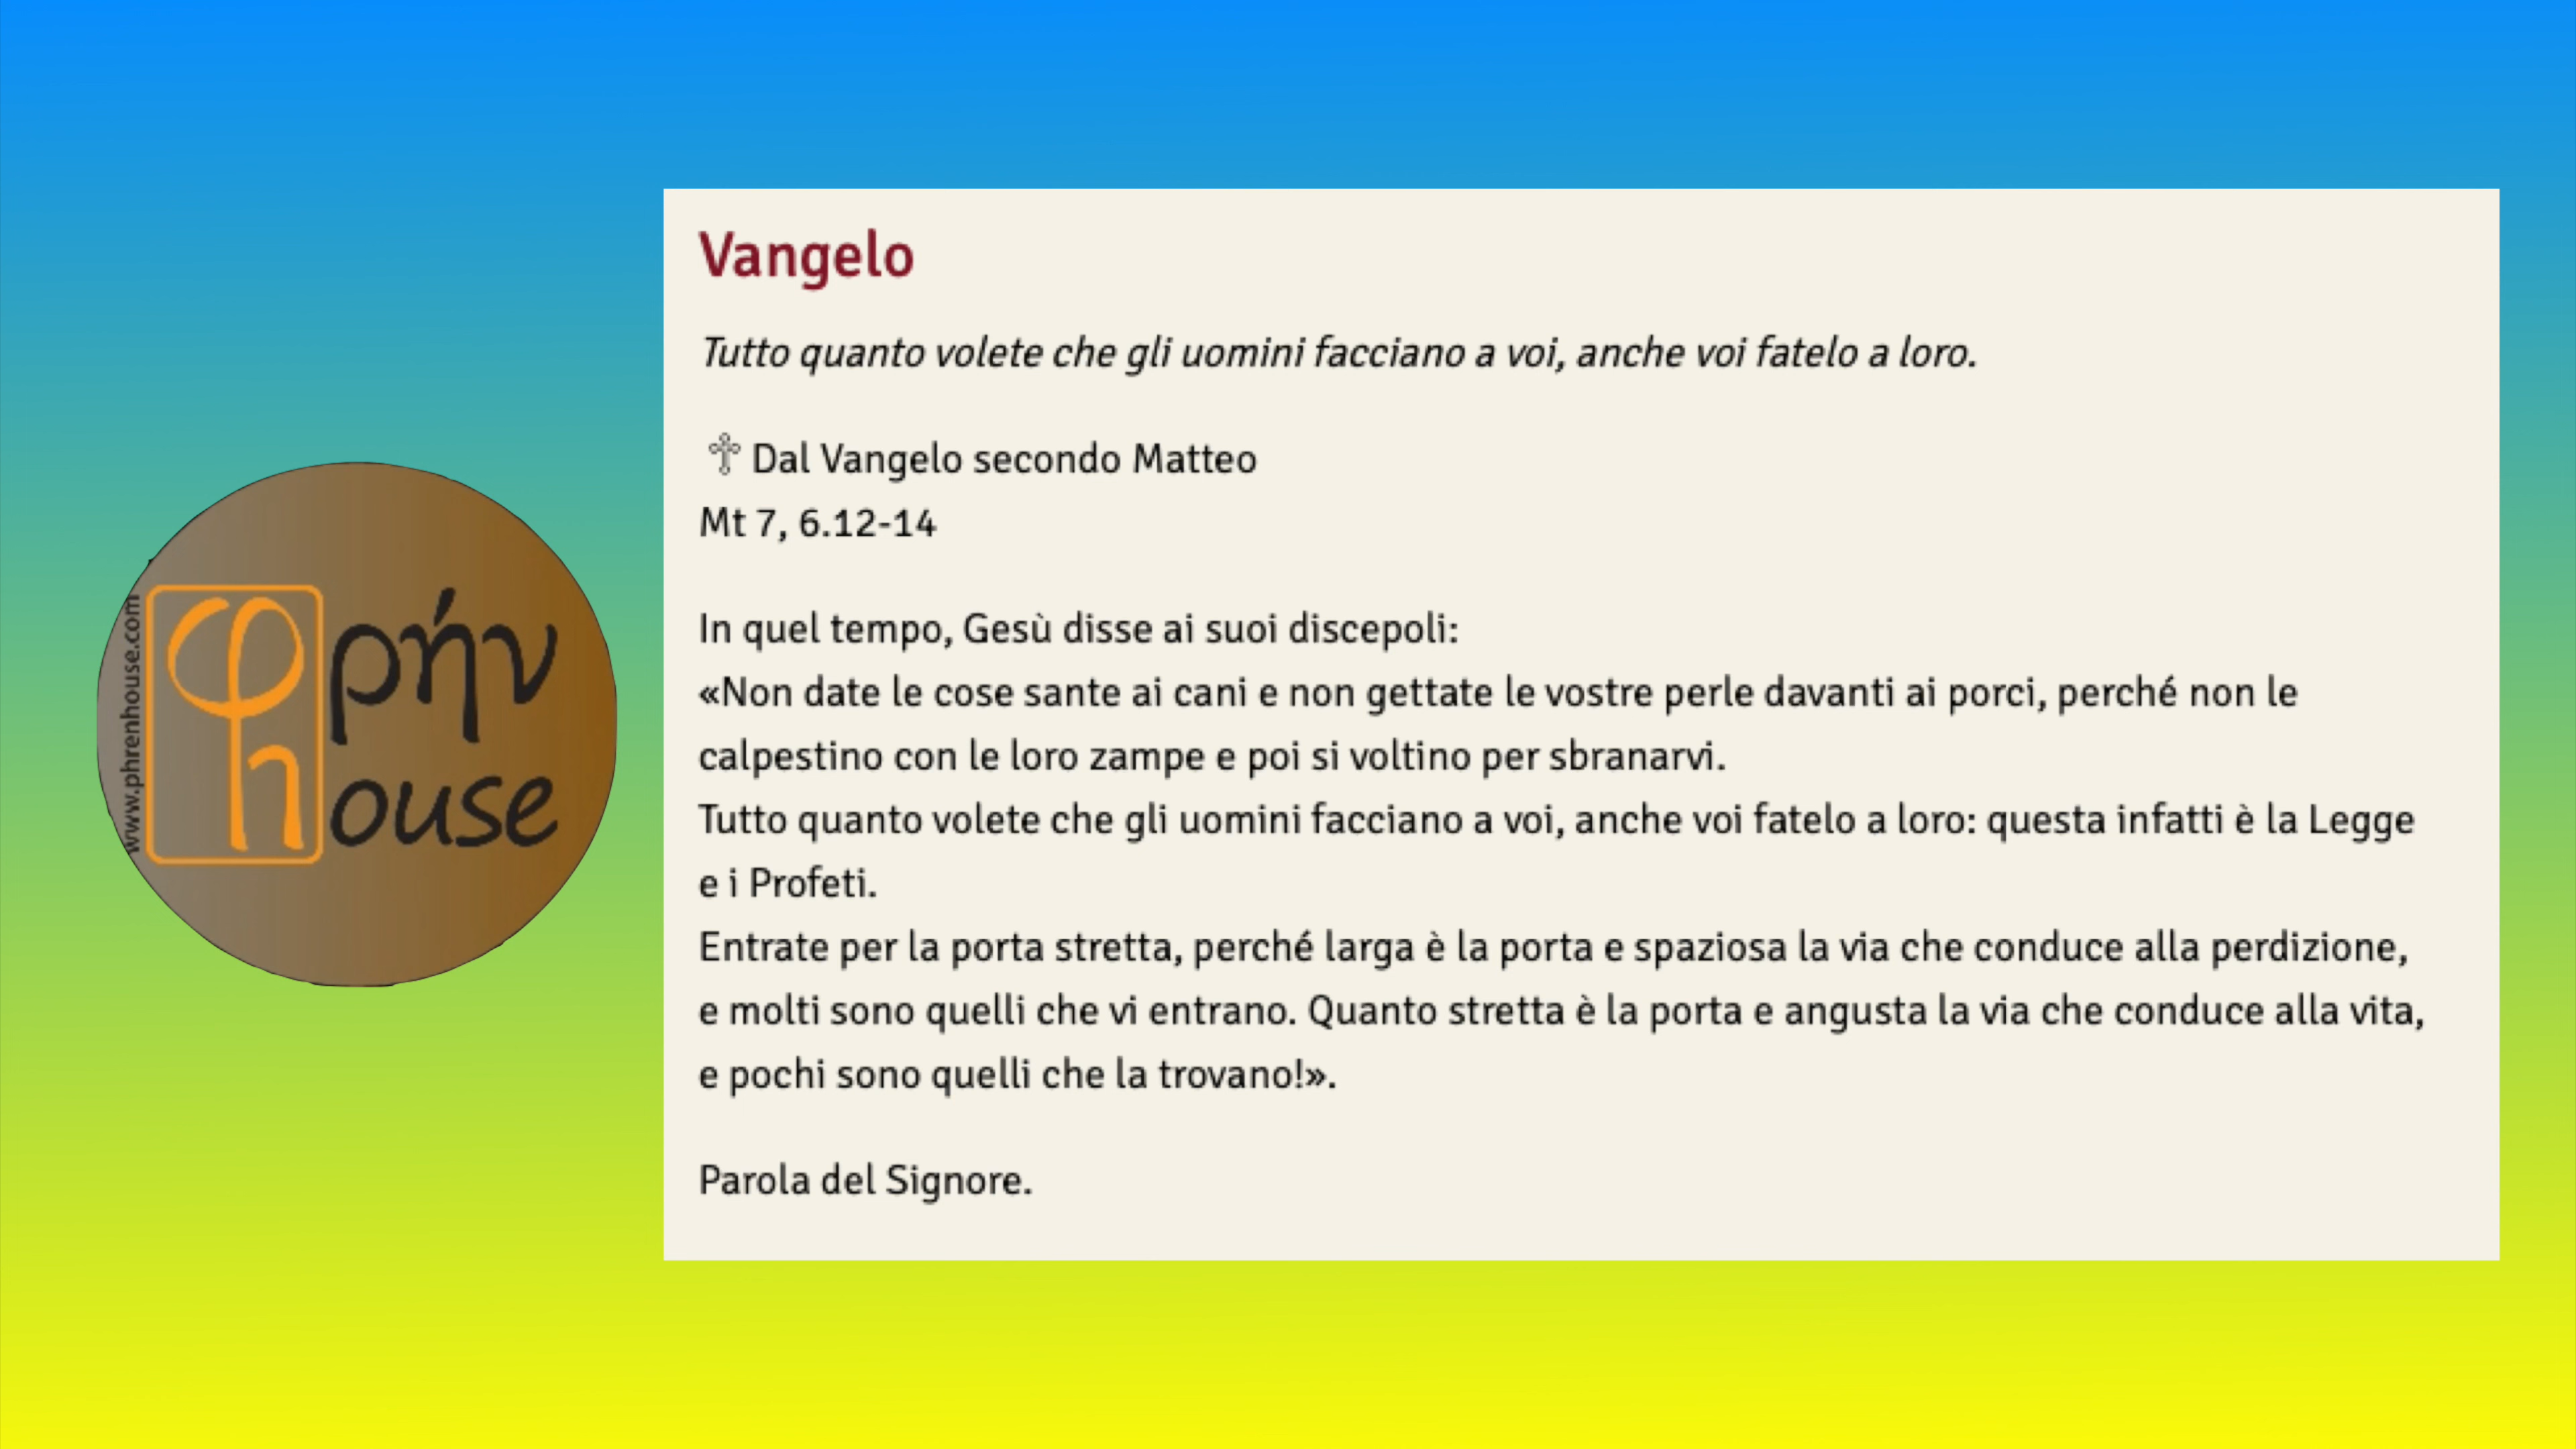 www.phrenhouse.com
φρήν
house
Vangelo
Tutto quanto volete che gli uomini facciano a voi, anche voi fatelo a loro.
♱ Dal Vangelo secondo Matteo
Mt 7, 6.12-14
In quel tempo, Gesù disse ai suoi discepoli:
«Non date le cose sante ai cani e non gettate le vostre perle davanti ai porci, perché non le
calpestino con le loro zampe e poi si voltino per sbranarvi.
Tutto quanto volete che gli uomini facciano a voi, anche voi fatelo a loro: questa infatti è la Legge
e i Profeti.
Entrate per la porta stretta, perché larga è la porta e spaziosa la via che conduce alla perdizione,
e molti sono quelli che vi entrano. Quanto stretta è la porta e angusta la via che conduce alla vita,
e pochi sono quelli che la trovano!».
Parola del Signore.